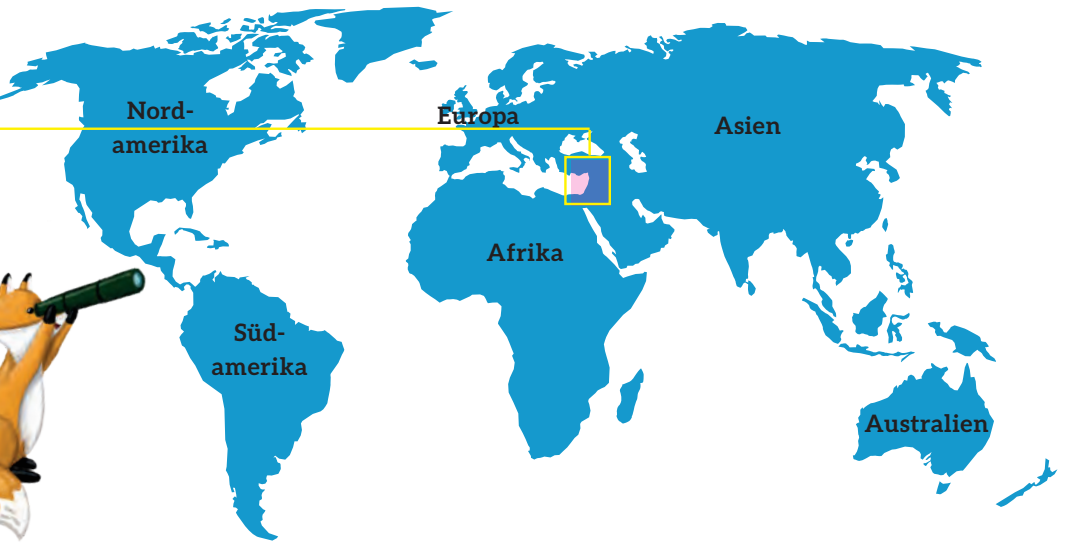 Nord-
amerika
Europa
Asien
Afrika
Süd-
amerika
Australien